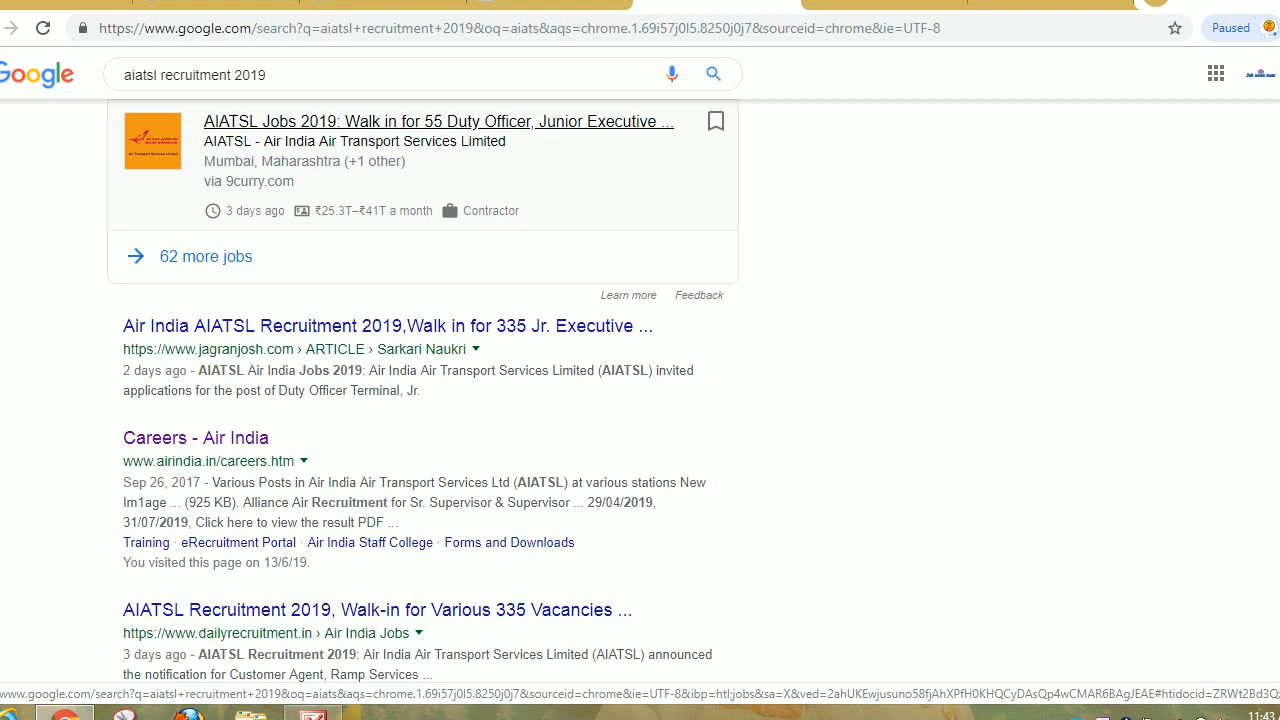 https://www.google.com/search?q=aiatsl+recruitment+2019&oq=aiats&aqs=chrome.1.69i57j0l5.8250j0j7&sourceid=chrome&ie=UTF-8
Paused
Google
aiatsl recruitment 2019
AIATSL Jobs 2019: Walk in for 55 Duty Officer, Junior Executive ...
AIATSL - Air India Air Transport Services Limited
Mumbai, Maharashtra (+1 other)
via 9curry.com
3 days ago ₹25.3T–₹41T a month Contractor
62 more jobs
Learn more Feedback
Air India AIATSL Recruitment 2019,Walk in for 335 Jr. Executive ...
https://www.jagranjosh.com › ARTICLE › Sarkari Naukri
2 days ago - AIATSL Air India Jobs 2019: Air India Air Transport Services Limited (AIATSL) invited
applications for the post of Duty Officer Terminal, Jr.
Careers - Air India
www.airindia.in/careers.htm
Sep 26, 2017 - Various Posts in Air India Air Transport Services Ltd (AIATSL) at various stations New
Im1age ... (925 KB). Alliance Air Recruitment for Sr. Supervisor & Supervisor ... 29/04/2019,
31/07/2019, Click here to view the result PDF ...
Training · eRecruitment Portal · Air India Staff College · Forms and Downloads
You visited this page on 13/6/19.
AIATSL Recruitment 2019, Walk-in for Various 335 Vacancies ...
https://www.dailyrecruitment.in › Air India Jobs
3 days ago - AIATSL Recruitment 2019: Air India Air Transport Services Limited (AIATSL) announced
the notification for Customer Agent, Ramp Services ...
www.google.com/search?q=aiatsl+recruitment+2019&oq=aiats&aqs=chrome.1.69i57j0l5.8250j0j7&sourceid=chrome&ie=UTF-8&ibp=htl;jobs&sa=X&ved=2ahUKEwjusuno58fjAhXPfH0KHQCyDAsQp4wCMAR6BAgJEAE#htidocid=ZRWt2Bd3Q
11:43